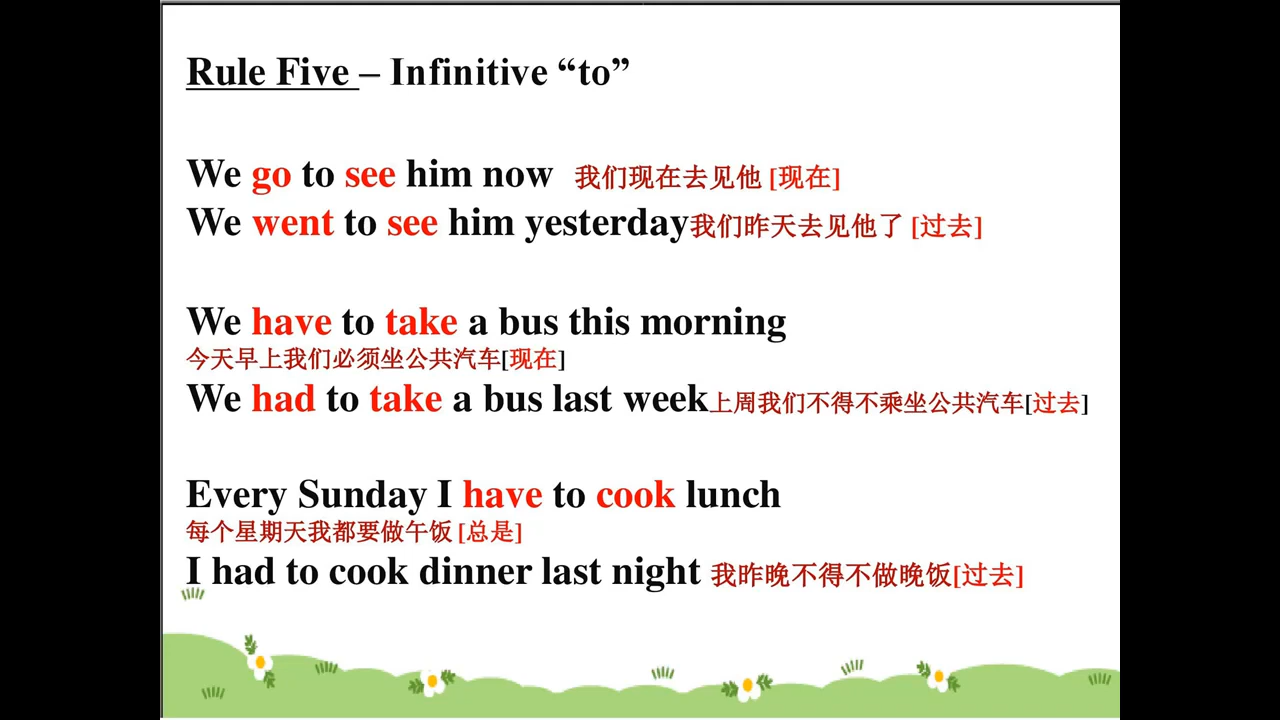 Rule Five – Infinitive “to”
We go to see him now 我们现在去见他 [现在]
We went to see him yesterday我们昨天去见他了 [过去]
We have to take a bus this morning
今天早上我们必须坐公共汽车[现在]
We had to take a bus last week上周我们不得不乘坐公共汽车[过去]
Every Sunday I have to cook lunch
每个星期天我都要做午饭 [总是]
I had to cook dinner last night 我昨晚不得不做晚饭[过去]